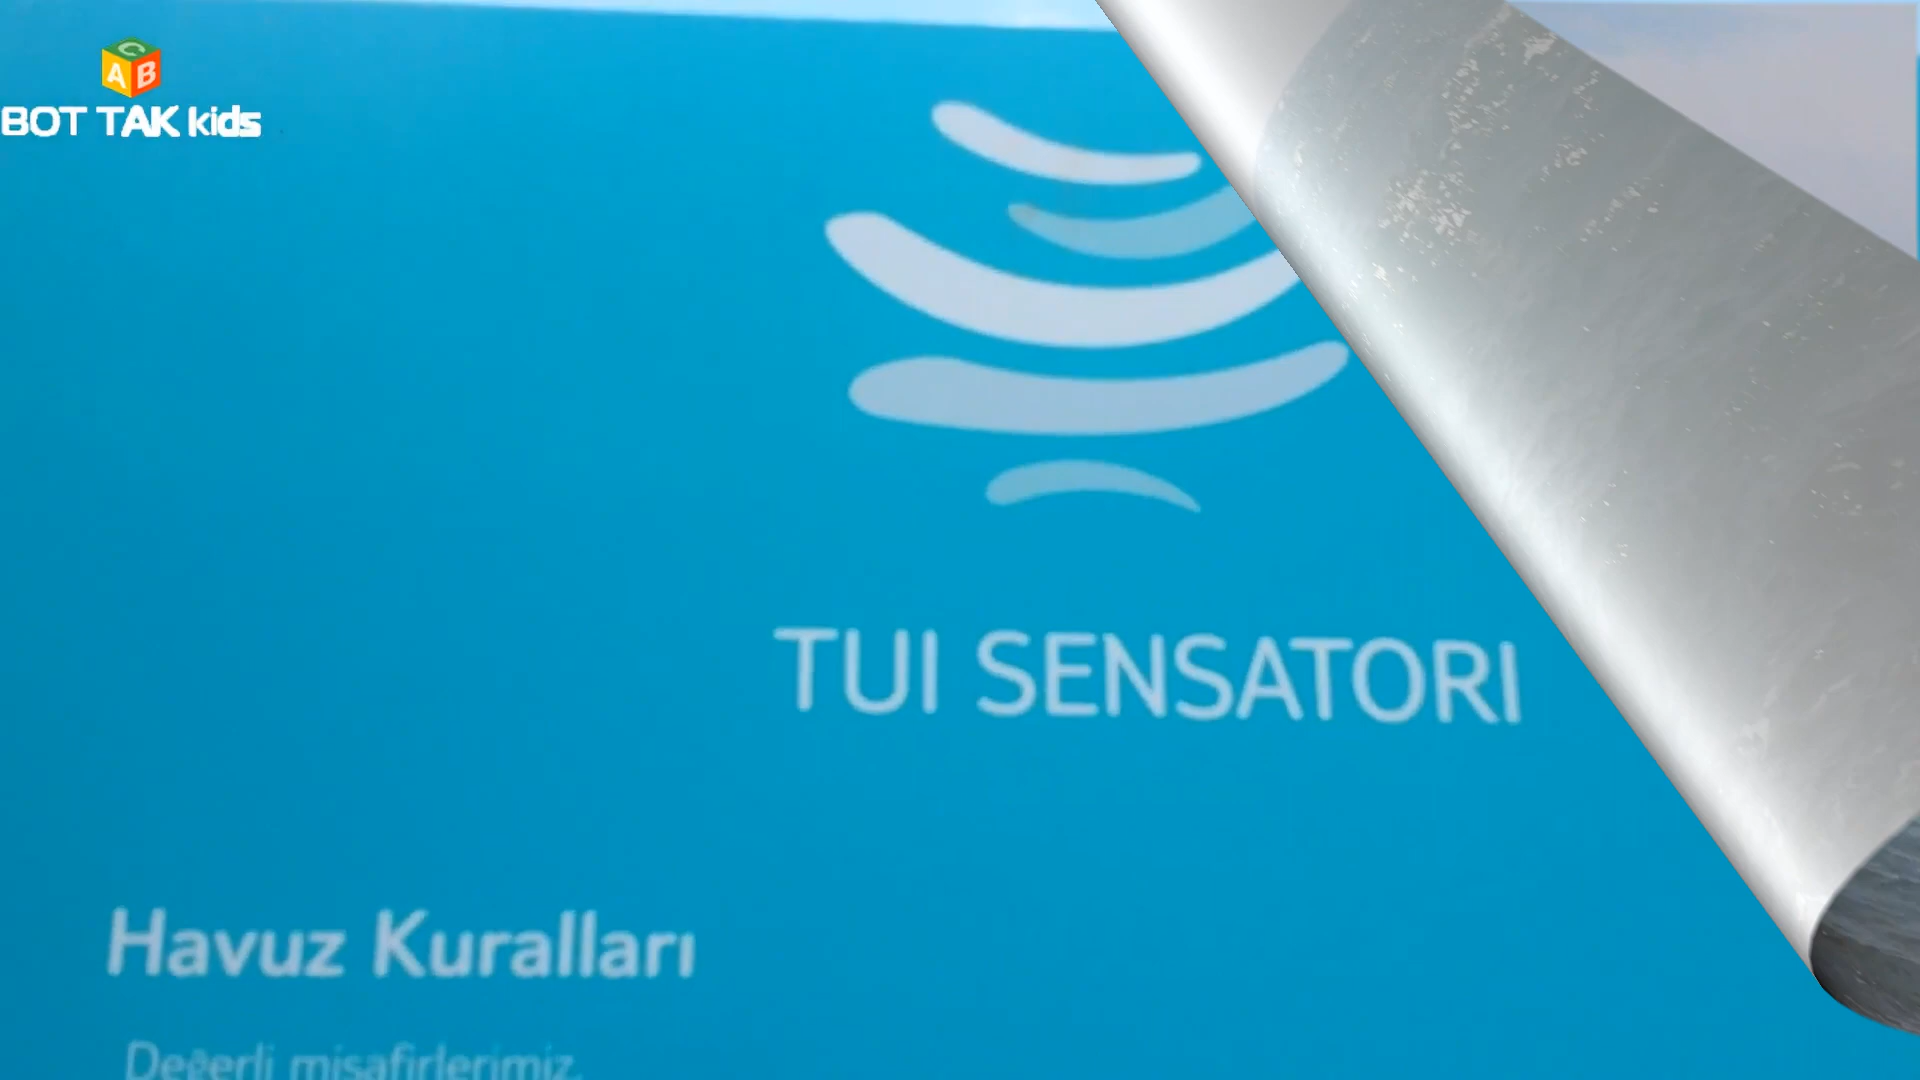 C
A B
BOT TAK kids
TUI SENSATORI
Havuz Kuralları
Değerli misafirlerimiz,